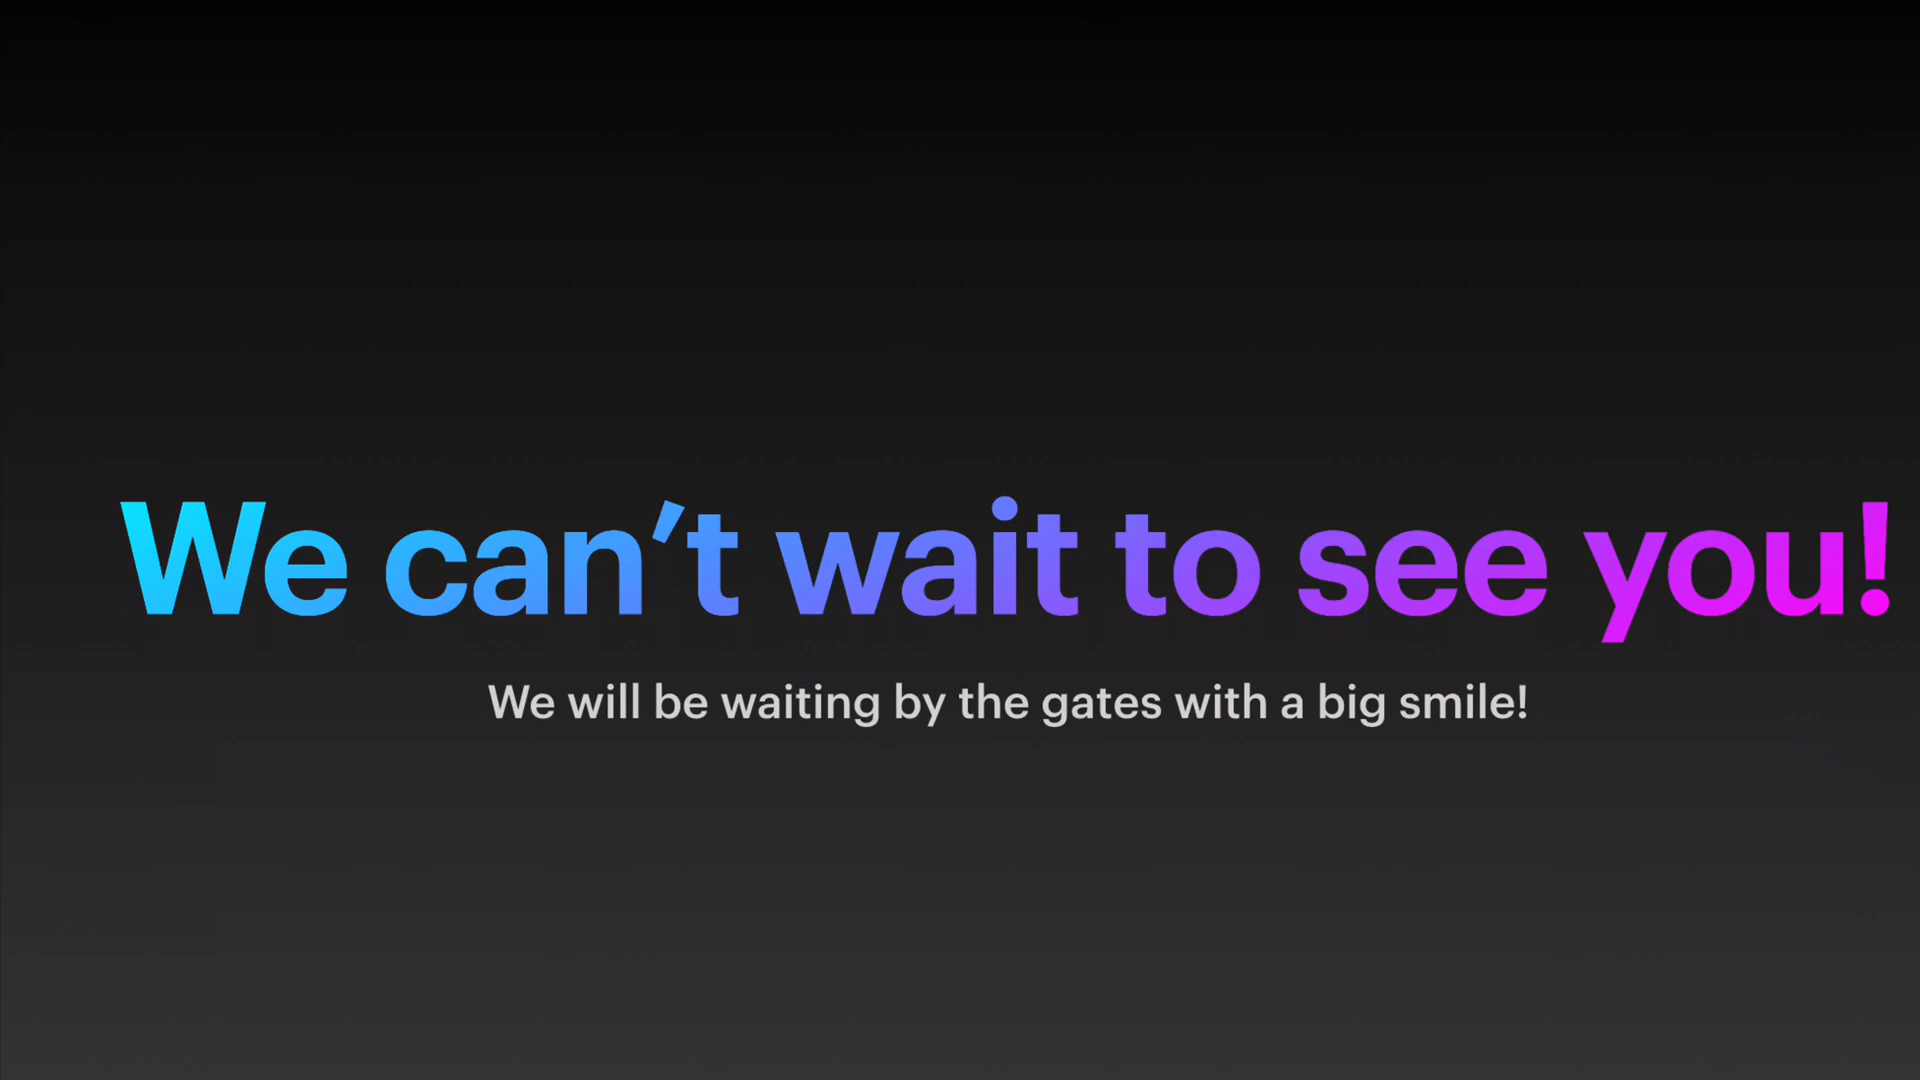 We can’t wait to see you!
We will be waiting by the gates with a big smile!